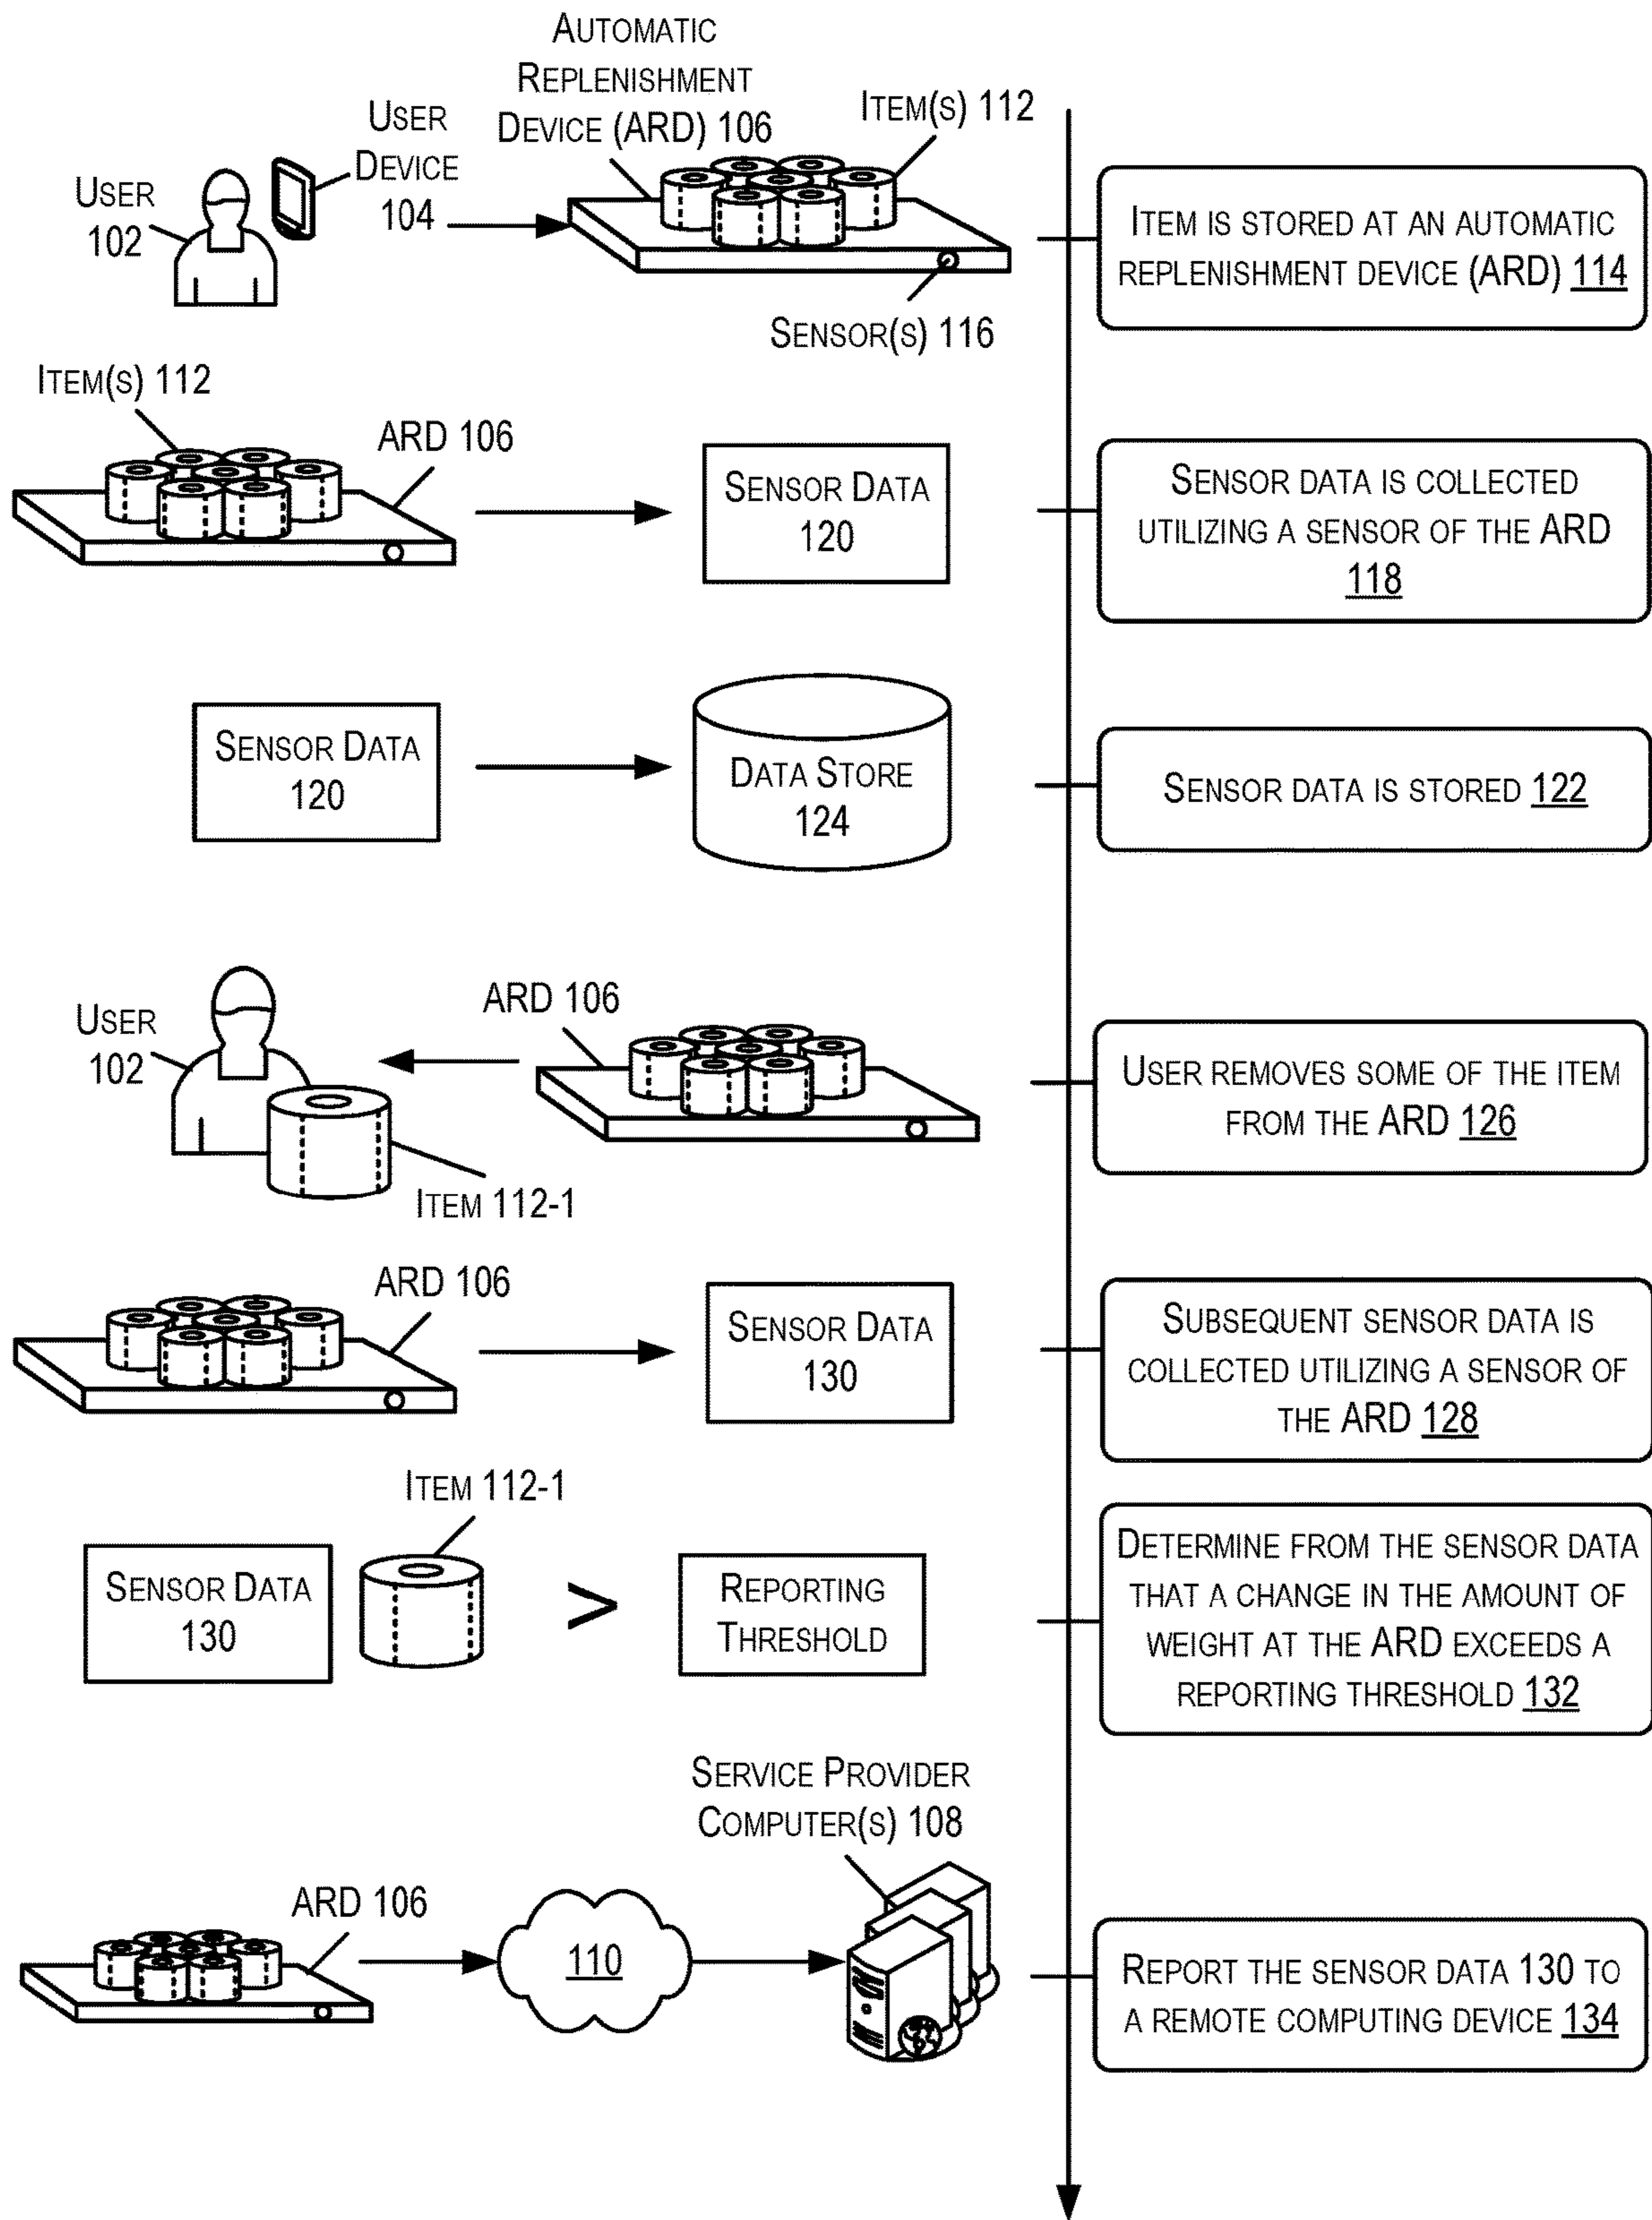 AUTOMATIC
REPLENISHMENT
DEVICE (ARD) 106
ITEM(S) 112
USER
DEVICE
104
USER
102
SENSOR(S) 116
ITEM IS STORED AT AN AUTOMATIC
REPLENISHMENT DEVICE (ARD) 114
ITEM(S) 112
ARD 106
SENSOR DATA
120
SENSOR DATA IS COLLECTED
UTILIZING A SENSOR OF THE ARD
118
SENSOR DATA
120
DATA STORE
124
SENSOR DATA IS STORED 122
USER
102
ARD 106
ITEM 112-1
USER REMOVES SOME OF THE ITEM
FROM THE ARD 126
ARD 106
SENSOR DATA
130
SUBSEQUENT SENSOR DATA IS
COLLECTED UTILIZING A SENSOR OF
THE ARD 128
ITEM 112-1
SENSOR DATA
130
>
REPORTING
THRESHOLD
DETERMINE FROM THE SENSOR DATA
THAT A CHANGE IN THE AMOUNT OF
WEIGHT AT THE ARD EXCEEDS A
REPORTING THRESHOLD 132
SERVICE PROVIDER
COMPUTER(S) 108
ARD 106
110
REPORT THE SENSOR DATA 130 TO
A REMOTE COMPUTING DEVICE 134